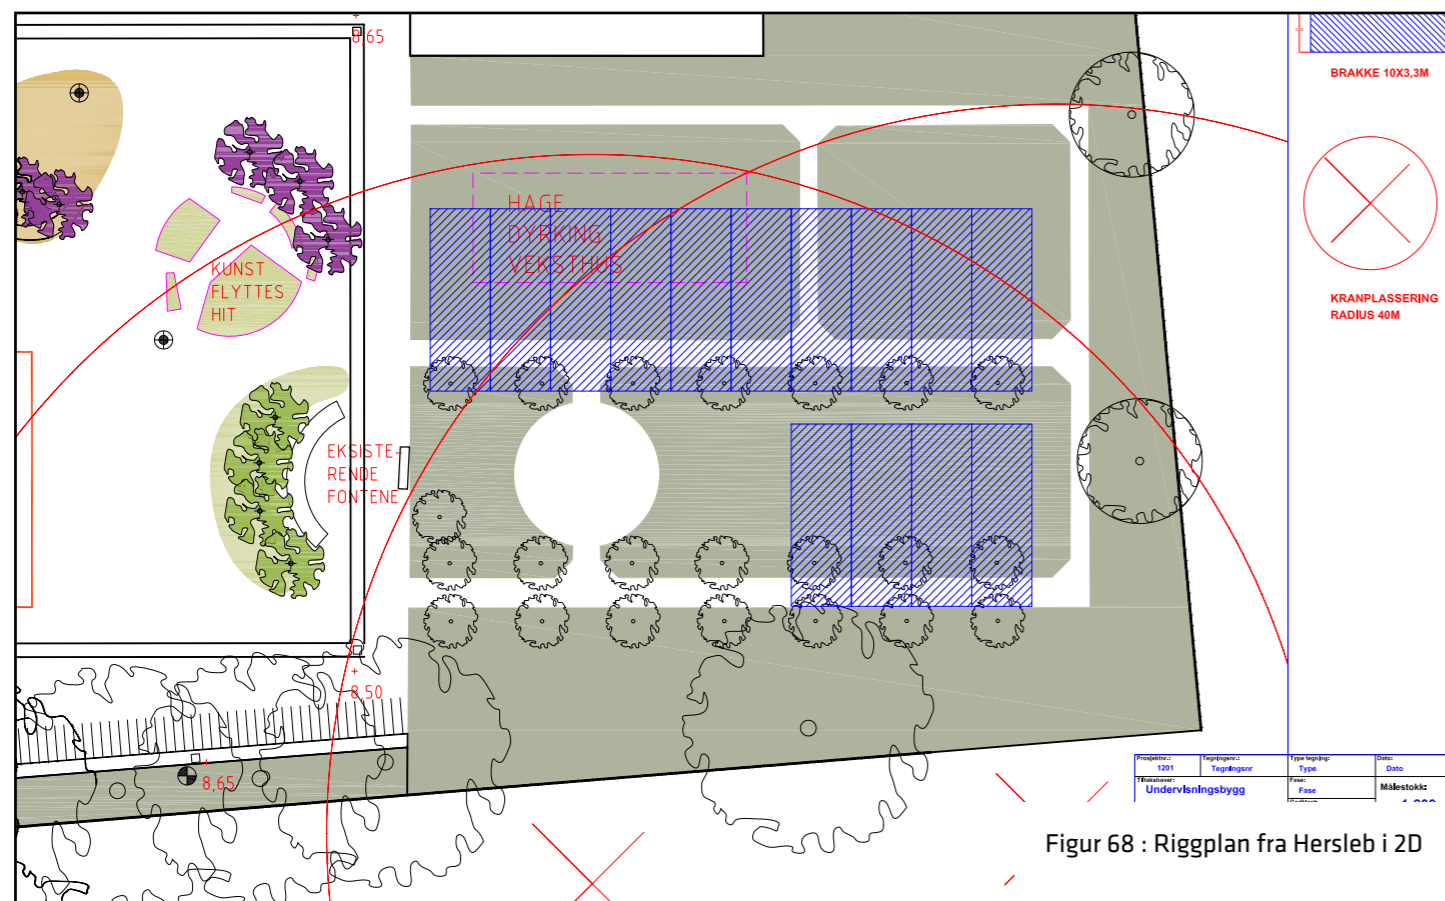 8,65
BRAKKE 10X3,3M
HAGE
DYRKING
VEKSTHUS
KUNST
FLYTTES
HIT
KRANPLASSERING
RADIUS 40M
EKSISTE-
RENDE
FONTENE
8,50
8,65
Prosjektnr.: Tegningsnr.: Type tegning: Dato:
1201 Tegningsnr Type Dato
Tiltakshaver: Fase: Målestokk:
Undervisningsbygg Fase
Figur 68 : Riggplan fra Hersleb i 2D